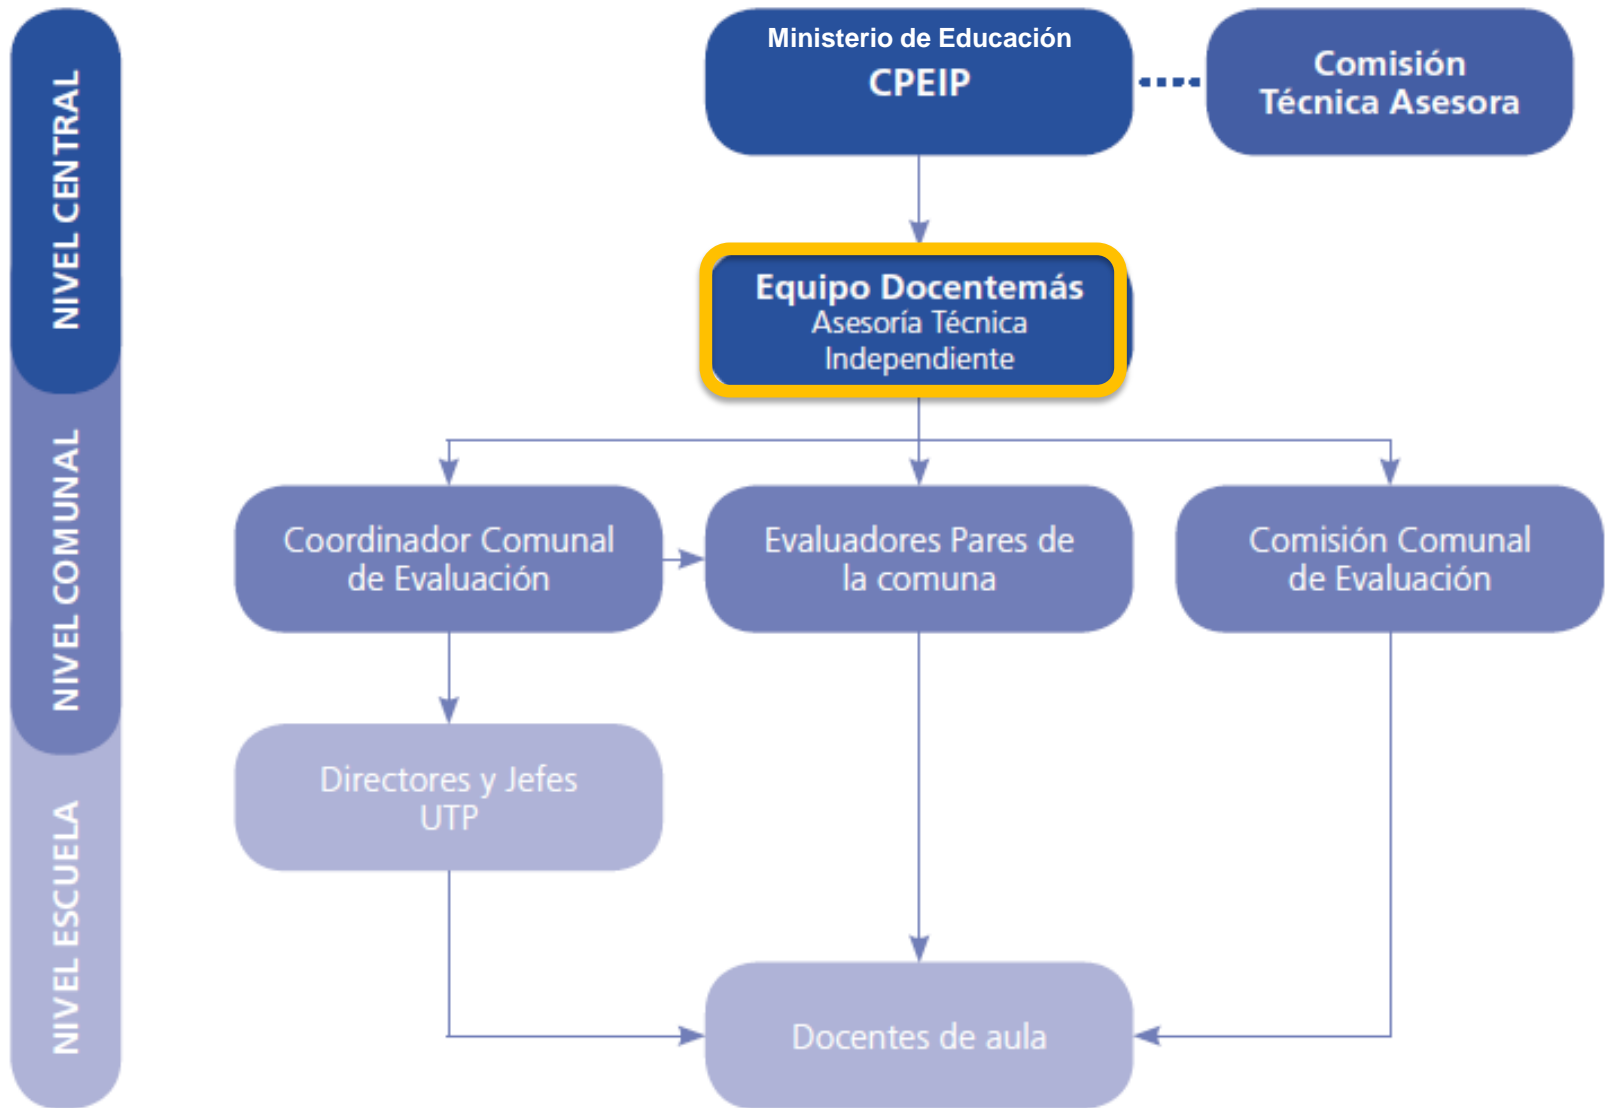 Ministerio de Educación
CPEIP
Comisión
Técnica Asesora
NIVEL CENTRAL
Equipo Docentemás
Asesoría Técnica
Independiente
NIVEL COMUNAL
Coordinador Comunal
de Evaluación
Evaluadores Pares de
la comuna
Comisión Comunal
de Evaluación
NIVEL ESCUELA
Directores y Jefes
UTP
Docentes de aula